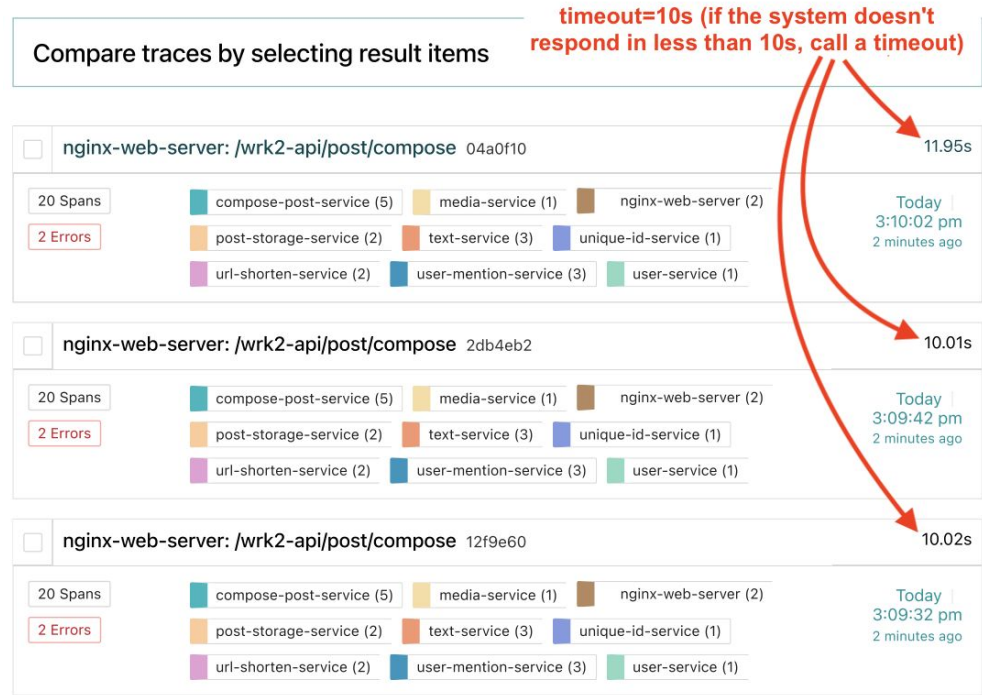 timeout=10s (if the system doesn't
respond in less than 10s, call a timeout)
Compare traces by selecting result items
nginx-web-server: /wrk2-api/post/compose 04a0f10 11.95s
20 Spans compose-post-service (5) media-service (1) nginx-web-server (2) Today
3:10:02 pm
2 Errors post-storage-service (2) text-service (3) unique-id-service (1) 2 minutes ago
url-shorten-service (2) user-mention-service (3) user-service (1)
nginx-web-server: /wrk2-api/post/compose 2db4eb2 10.01s
20 Spans compose-post-service (5) media-service (1) nginx-web-server (2) Today
3:09:42 pm
2 Errors post-storage-service (2) text-service (3) unique-id-service (1) 2 minutes ago
url-shorten-service (2) user-mention-service (3) user-service (1)
nginx-web-server: /wrk2-api/post/compose 12f9e60 10.02s
20 Spans compose-post-service (5) media-service (1) nginx-web-server (2) Today
3:09:32 pm
2 Errors post-storage-service (2) text-service (3) unique-id-service (1) 2 minutes ago
url-shorten-service (2) user-mention-service (3) user-service (1)